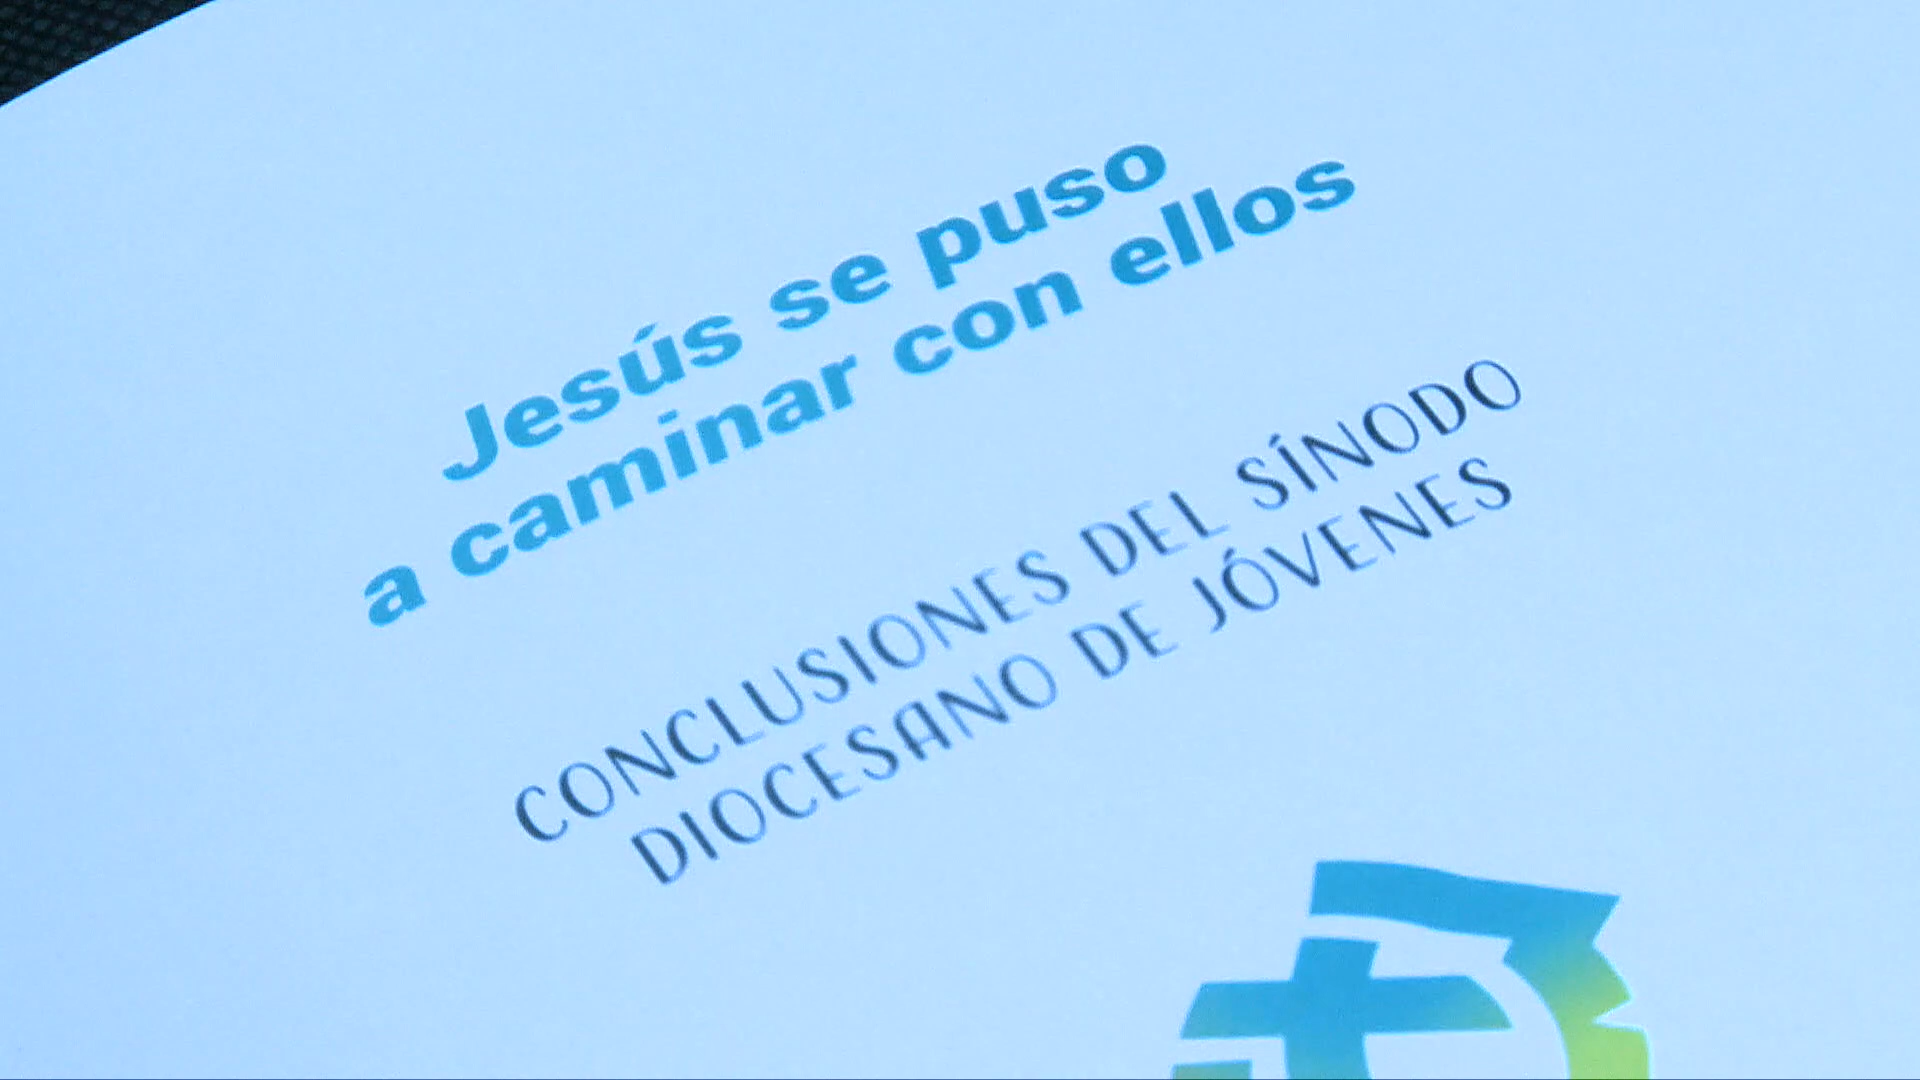 Jesús se puso
a caminar con ellos
CONCLUSIONES DEL SÍNODO
DIOCESANO DE JÓVENES